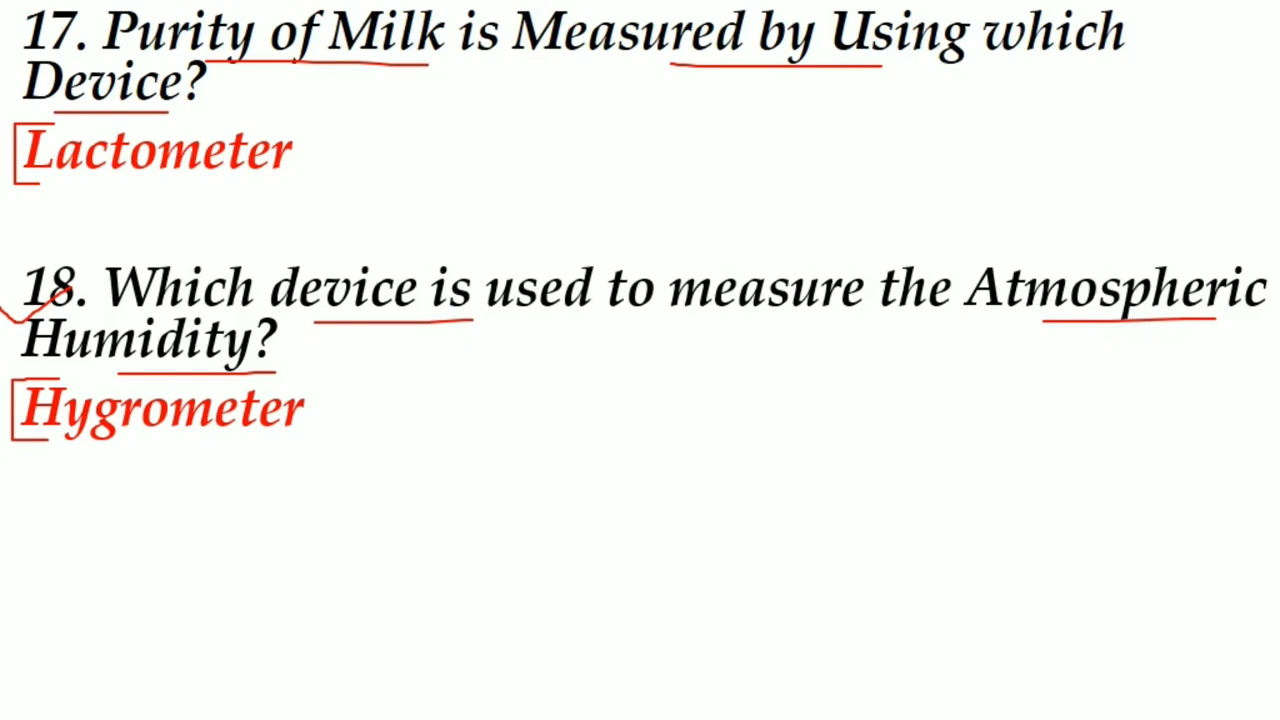 17. Purity of Milk is Measured by Using which
Device?
Lactometer
18. Which device is used to measure the Atmospheric
Humidity?
Hygrometer